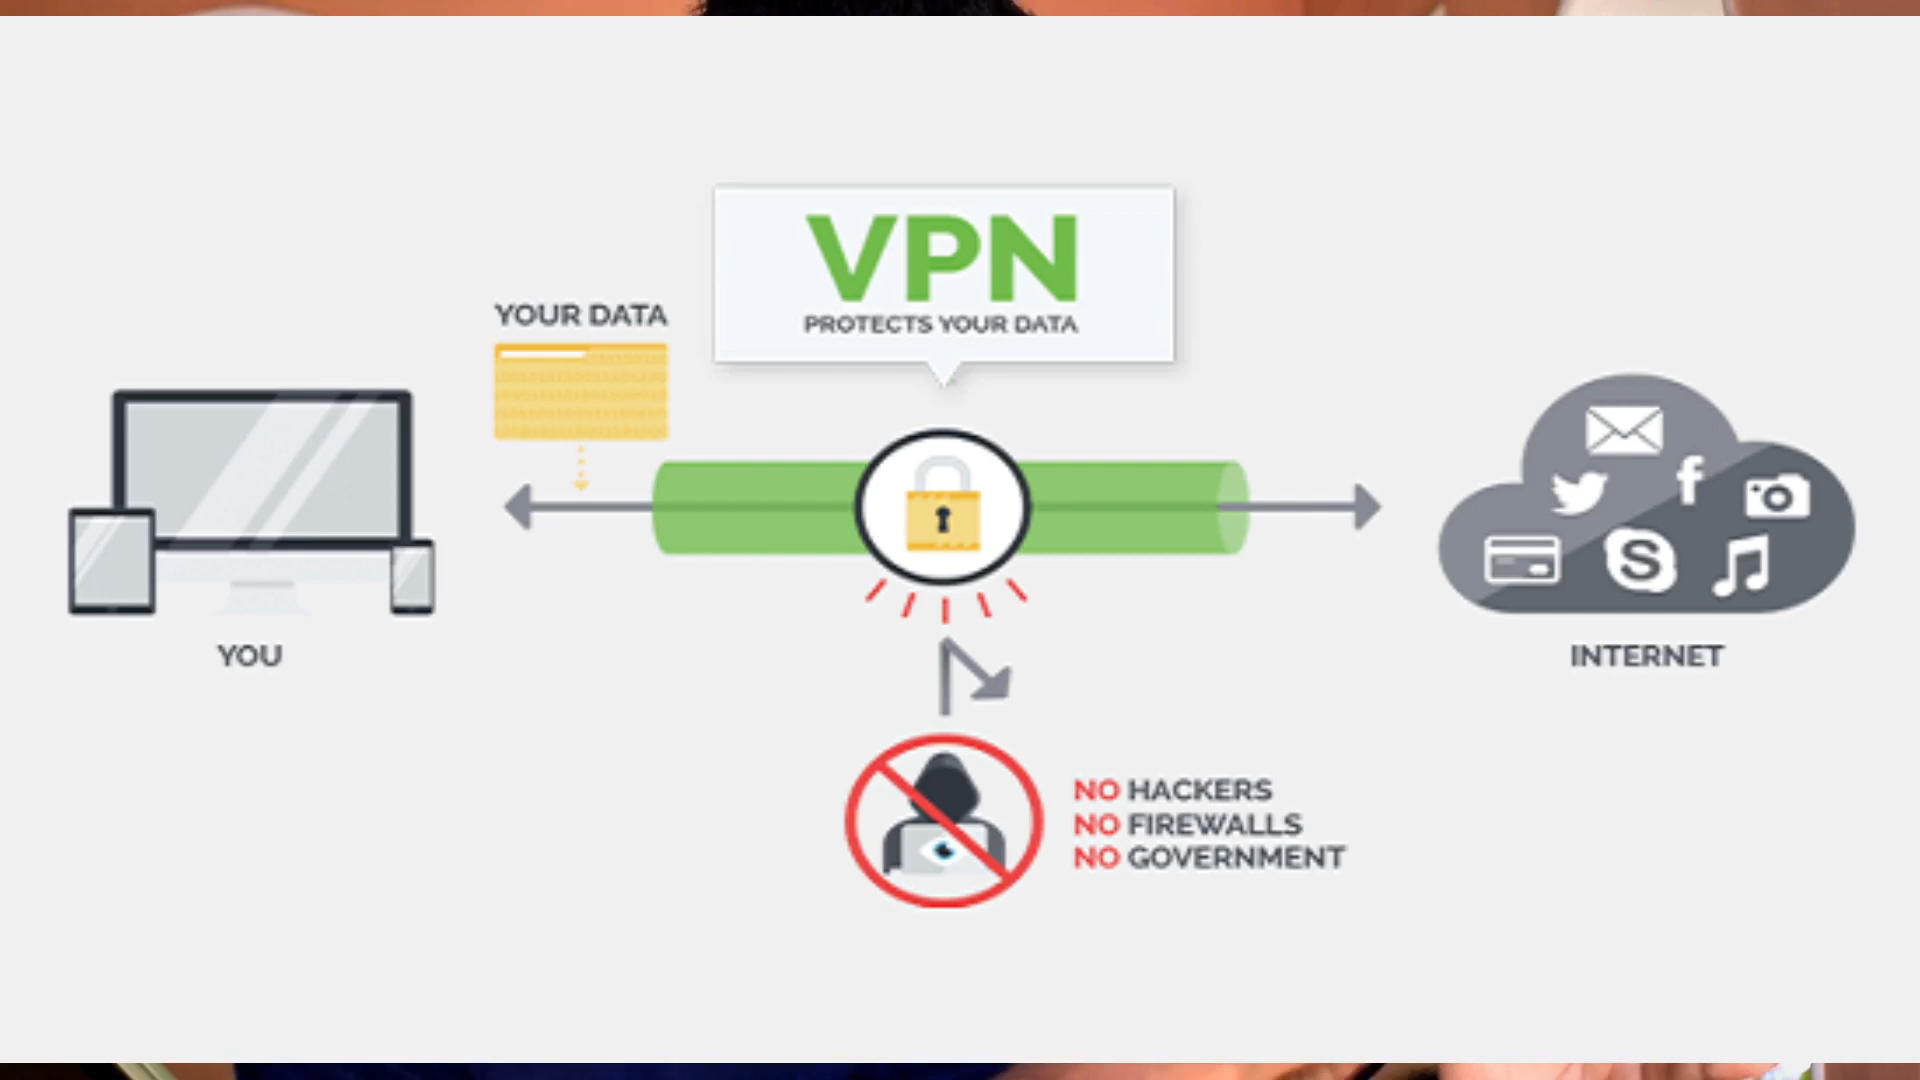 VPN
PROTECTS YOUR DATA
YOUR DATA
YOU
INTERNET
NO HACKERS
NO FIREWALLS
NO GOVERNMENT